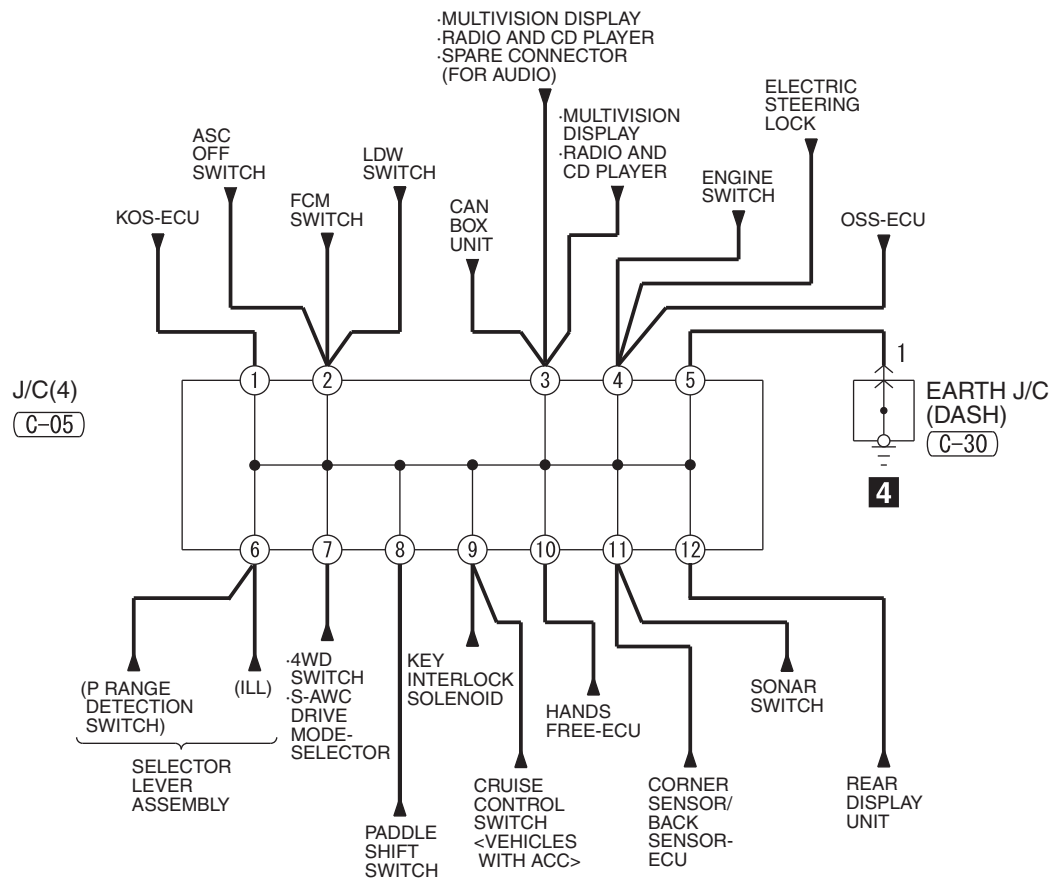 ·MULTIVISION DISPLAY
·RADIO AND CD PLAYER
·SPARE CONNECTOR
(FOR AUDIO)
ELECTRIC
STEERING
LOCK
·MULTIVISION
DISPLAY
·RADIO AND
CD PLAYER
ASC
OFF
SWITCH
LDW
SWITCH
ENGINE
SWITCH
KOS-ECU
FCM
SWITCH
CAN
BOX
UNIT
OSS-ECU
J/C(4)
C-05
1
2
3
4
5
1
EARTH J/C
(DASH)
C-30
4
6
7
8
9
10
11
12
(P RANGE
DETECTION
SWITCH)
(ILL)
SELECTOR
LEVER
ASSEMBLY
·4WD
SWITCH
·S-AWC
DRIVE
MODE-
SELECTOR
KEY
INTERLOCK
SOLENOID
HANDS
FREE-ECU
SONAR
SWITCH
PADDLE
SHIFT
SWITCH
CRUISE
CONTROL
SWITCH
<VEHICLES
WITH ACC>
CORNER
SENSOR/
BACK
SENSOR-
ECU
REAR
DISPLAY
UNIT